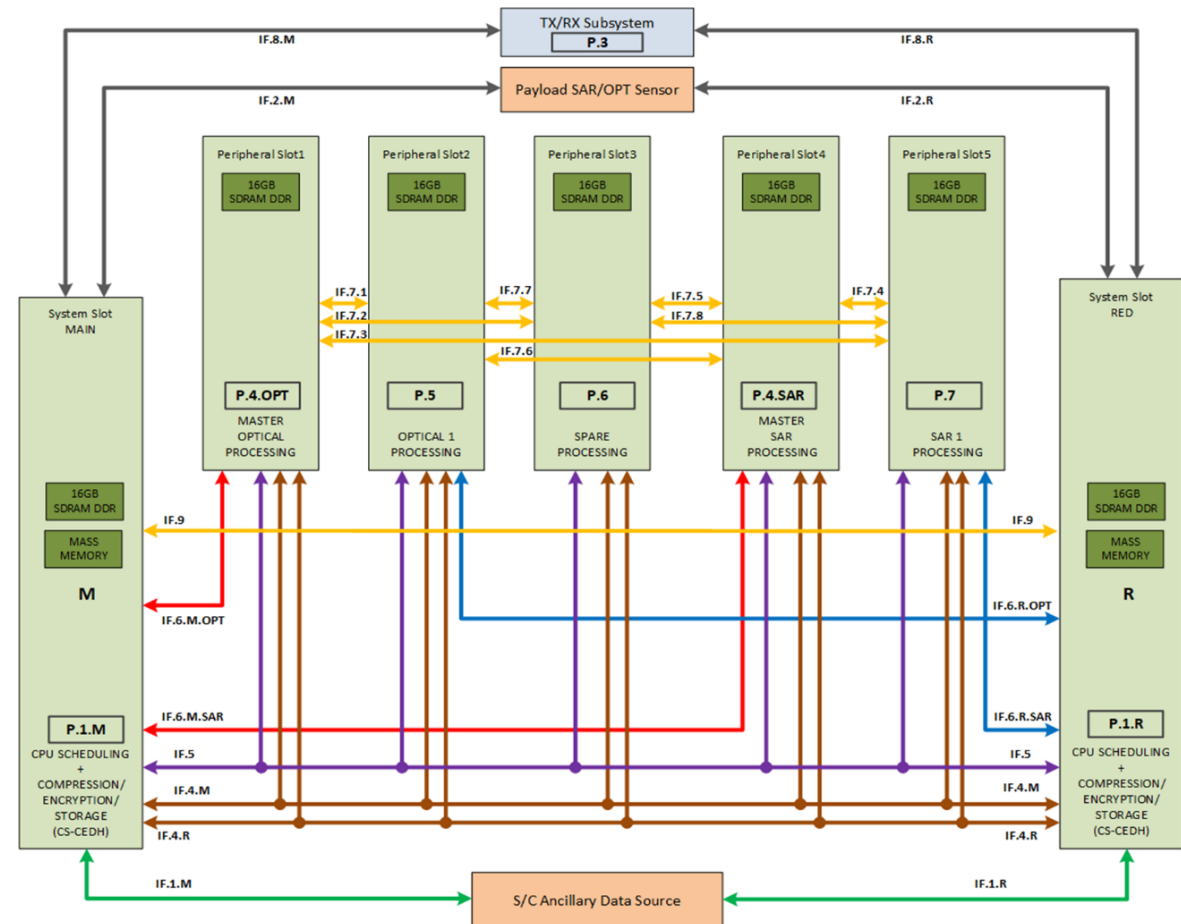 TX/RX Subsystem
P.3
IF.8.M
IF.8.R
Payload SAR/OPT Sensor
IF.2.M
IF.2.R
Peripheral Slot1
Peripheral Slot2
Peripheral Slot3
Peripheral Slot4
Peripheral Slot5
16GB
SDRAM DDR
16GB
SDRAM DDR
16GB
SDRAM DDR
16GB
SDRAM DDR
16GB
SDRAM DDR
IF.7.1
IF.7.7
IF.7.5
IF.7.4
IF.7.2
IF.7.8
IF.7.3
IF.7.6
P.4.OPT
MASTER
OPTICAL
PROCESSING
P.5
OPTICAL 1
PROCESSING
P.6
SPARE
PROCESSING
P.4.SAR
MASTER
SAR
PROCESSING
P.7
SAR 1
PROCESSING
System Slot
MAIN
16GB
SDRAM DDR
MASS
MEMORY
M
P.1.M
CPU SCHEDULING
+
COMPRESSION/
ENCRYPTION/
STORAGE
(CS-CEDH)
System Slot
RED
16GB
SDRAM DDR
MASS
MEMORY
R
P.1.R
CPU SCHEDULING
+
COMPRESSION/
ENCRYPTION/
STORAGE
(CS-CEDH)
IF.9
IF.9
IF.6.M.OPT
IF.6.R.OPT
IF.6.M.SAR
IF.6.R.SAR
IF.5
IF.5
IF.4.M
IF.4.M
IF.4.R
IF.4.R
IF.1.M
IF.1.R
S/C Ancillary Data Source